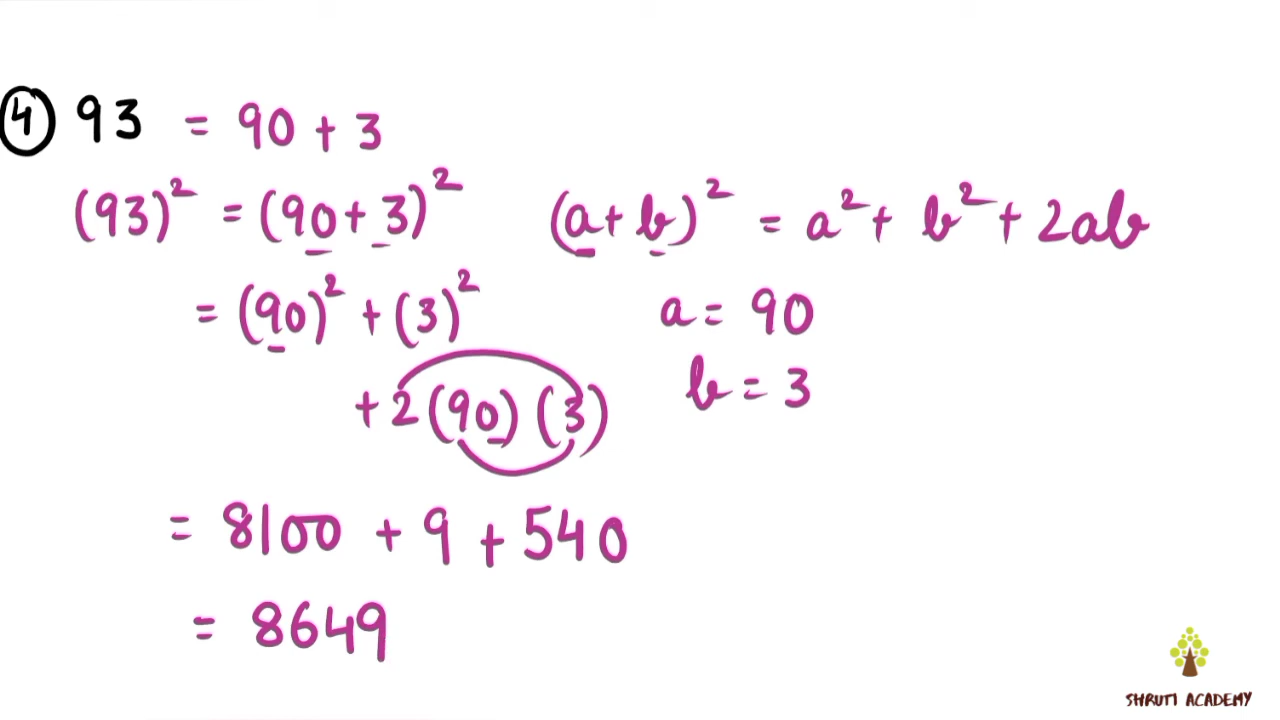 ④ 93 = 90 + 3
(93)² = (90 + 3)² (a + b)² = a² + b² + 2ab
= (90)² + (3)² a = 90
+ 2 (90) (3) b = 3
= 8100 + 9 + 540
= 8649
SHRUTI ACADEMY